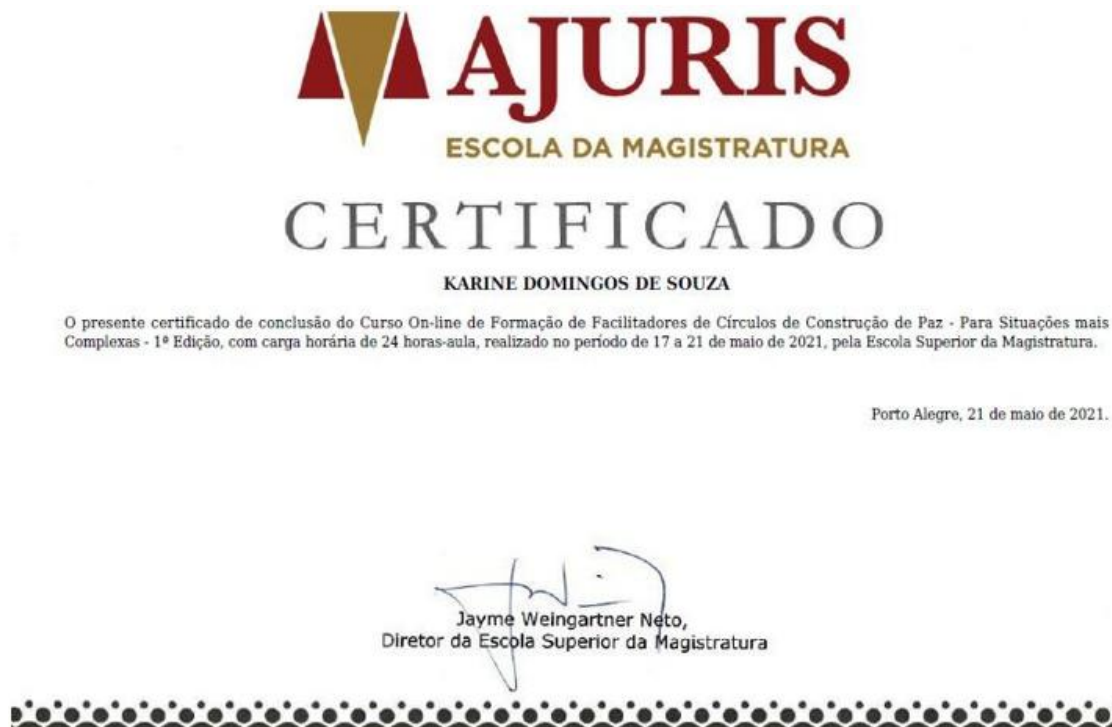 AJURIS
ESCOLA DA MAGISTRATURA
CERTIFICADO
KARINE DOMINGOS DE SOUZA
O presente certificado de conclusão do Curso On-line de Formação de Facilitadores de Círculos de Construção de Paz - Para Situações mais
Complexas - 1ª Edição, com carga horária de 24 horas-aula, realizado no período de 17 a 21 de maio de 2021, pela Escola Superior da Magistratura.
Porto Alegre, 21 de maio de 2021.
Jayme Weingartner Neto,
Diretor da Escola Superior da Magistratura